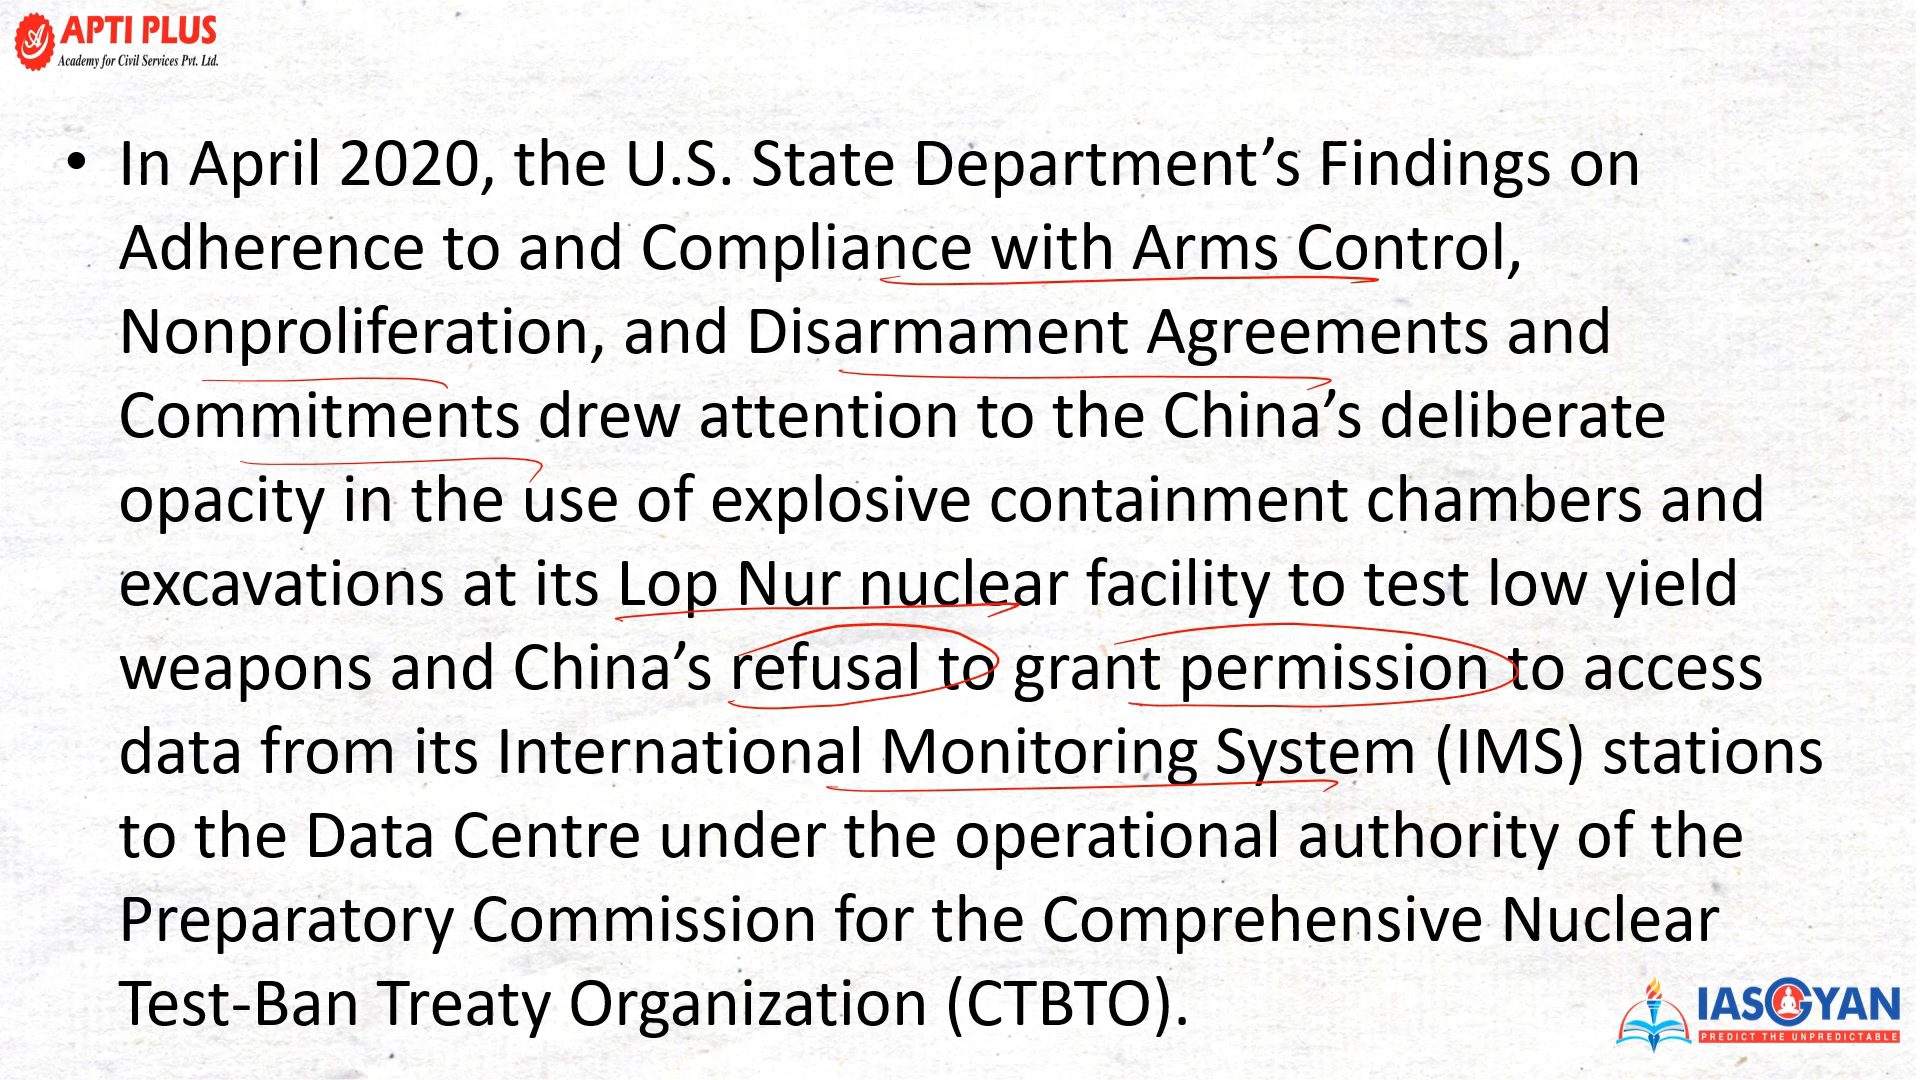 APTI PLUS
Academy for Civil Services Pvt. Ltd.
• In April 2020, the U.S. State Department’s Findings on
Adherence to and Compliance with Arms Control,
Nonproliferation, and Disarmament Agreements and
Commitments drew attention to the China’s deliberate
opacity in the use of explosive containment chambers and
excavations at its Lop Nur nuclear facility to test low yield
weapons and China’s refusal to grant permission to access
data from its International Monitoring System (IMS) stations
to the Data Centre under the operational authority of the
Preparatory Commission for the Comprehensive Nuclear
Test-Ban Treaty Organization (CTBTO).
IASGYAN
PREDICT THE UNPREDICTABLE